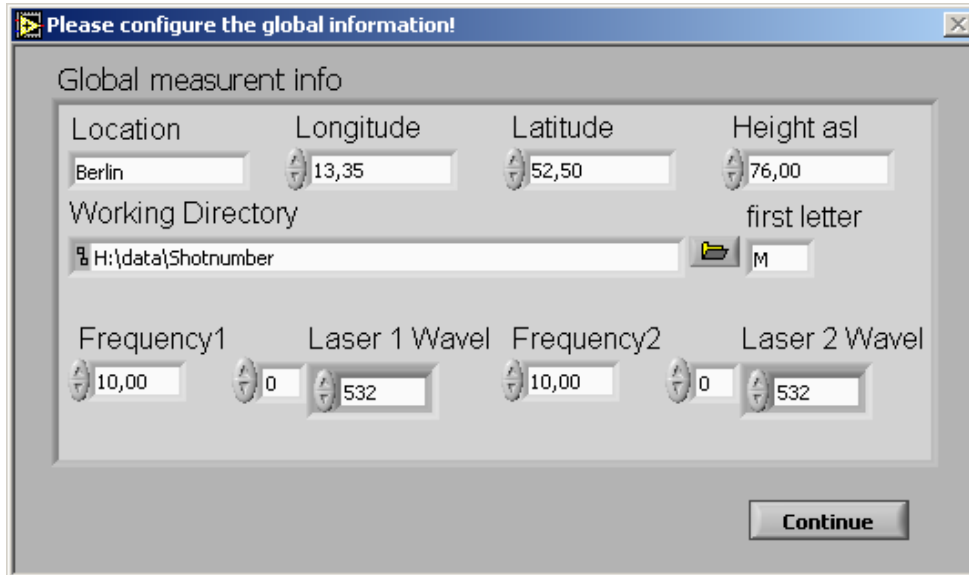 Please configure the global information!
Global measurent info
Location Longitude Latitude Height asl
Berlin 13,35 52,50 76,00
Working Directory first letter
H:\data\Shotnumber M
Frequency1 Laser 1 Wavel Frequency2 Laser 2 Wavel
10,00 0 532 10,00 0 532
Continue